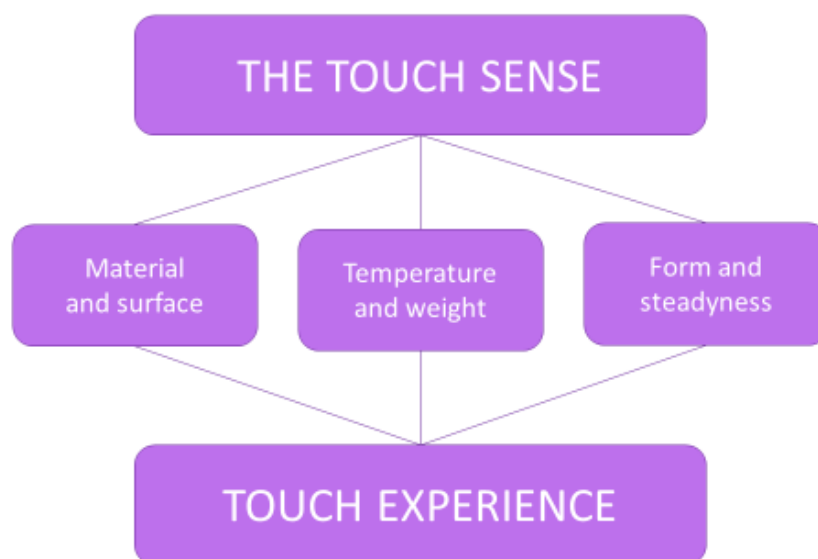 THE TOUCH SENSE
Material
and surface
Temperature
and weight
Form and
steadyness
TOUCH EXPERIENCE